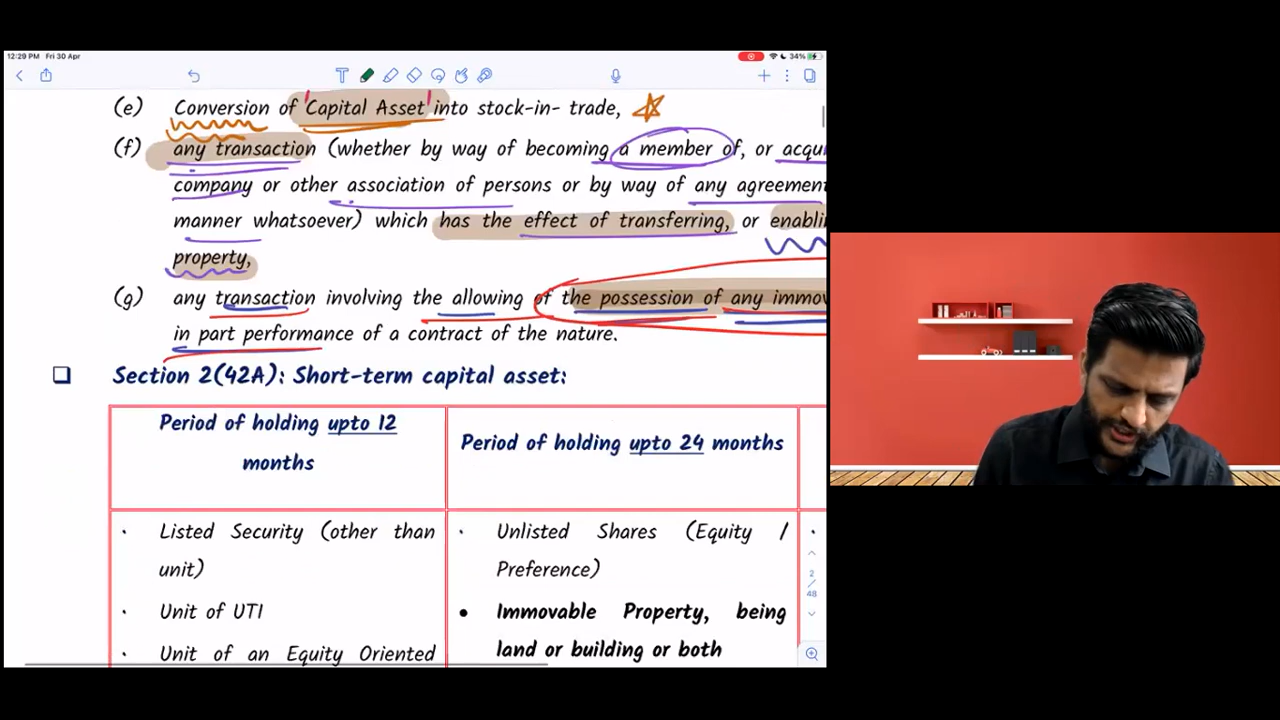 12:29 PM Fri 30 Apr
34%
(e) Conversion of 'Capital Asset' into stock-in- trade,
(f) any transaction (whether by way of becoming a member of, or
company or other association of persons or by way of any agreement
manner whatsoever) which has the effect of transferring, or
property,
(g) any transaction involving the allowing of the possession of any
in part performance of a contract of the nature.
Section 2(42A): Short-term capital asset:
Period of holding upto 12
months
Period of holding upto 24 months
· Listed Security (other than
unit)
· Unit of UTI
· Unit of an Equity Oriented
· Unlisted Shares (Equity /
Preference)
• Immovable Property, being
land or building or both
2
/
48